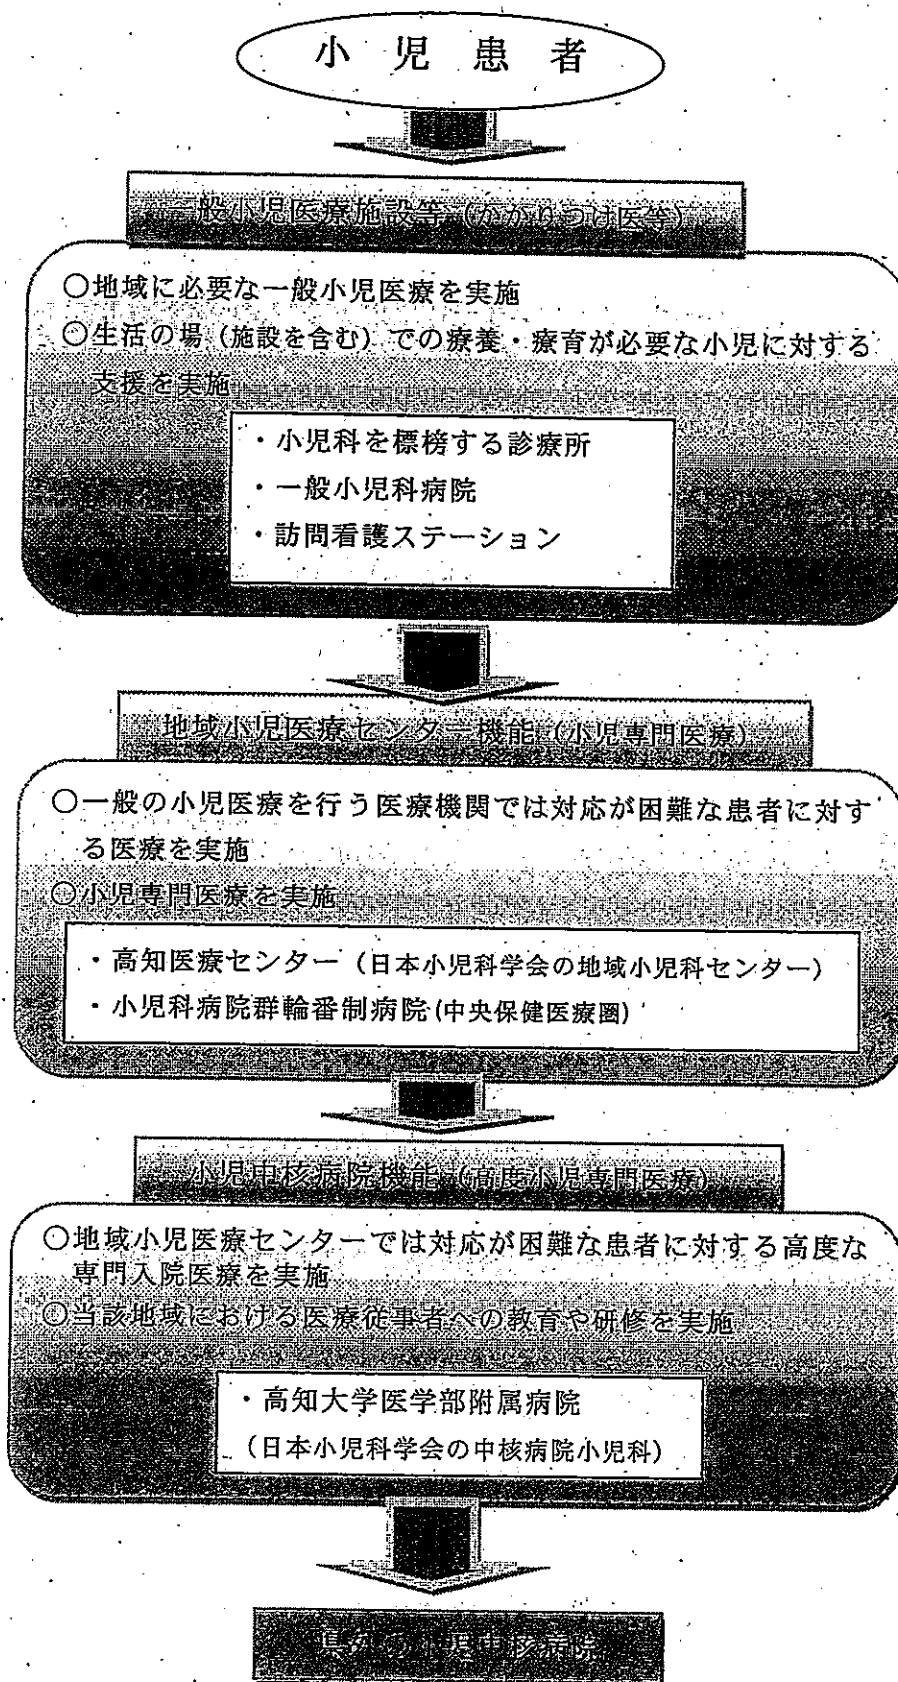 小児患者
一般小児医療施設等（かかりつけ医等）
○地域に必要な一般小児医療を実施
○生活の場（施設を含む）での療養・療育が必要な小児に対する
支援を実施
・小児科を標榜する診療所
・一般小児科病院
・訪問看護ステーション
地域小児医療センター機能（小児専門医療）
○一般の小児医療を行う医療機関では対応が困難な患者に対す
る医療を実施
○小児専門医療を実施
・高知医療センター（日本小児科学会の地域小児科センター）
・小児科病院群輪番制病院(中央保健医療圏)
小児中核病院機能（高度小児専門医療）
○地域小児医療センターでは対応が困難な患者に対する高度な
専門入院医療を実施
○当該地域における医療従事者への教育や研修を実施
・高知大学医学部附属病院
（日本小児科学会の中核病院小児科）
県外の小児中核病院